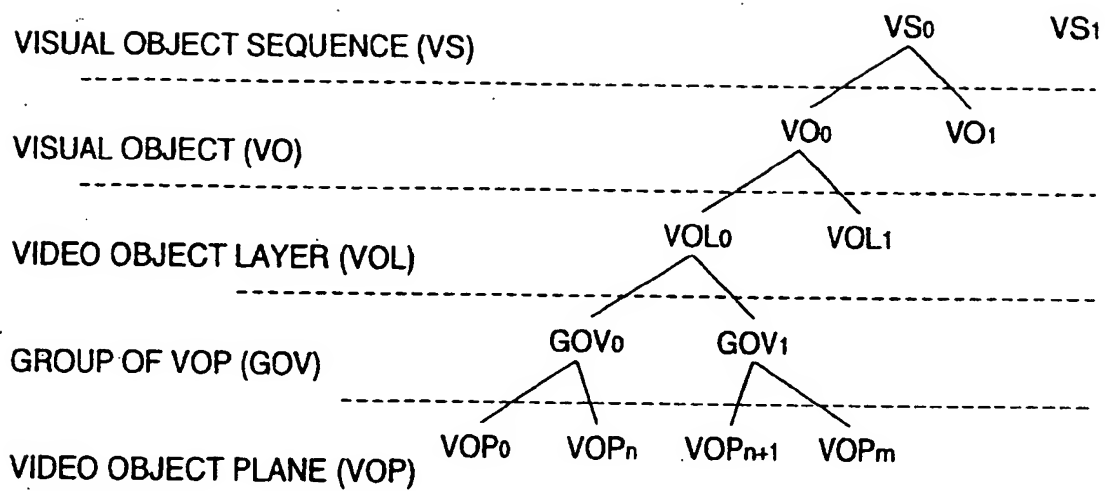 VS0 VS1
VISUAL OBJECT SEQUENCE (VS)
VO0 VO1
VISUAL OBJECT (VO)
VOL0 VOL1
VIDEO OBJECT LAYER (VOL)
GOV0 GOV1
GROUP OF VOP (GOV)
VOP0 VOPn VOPn+1 VOPm
VIDEO OBJECT PLANE (VOP)